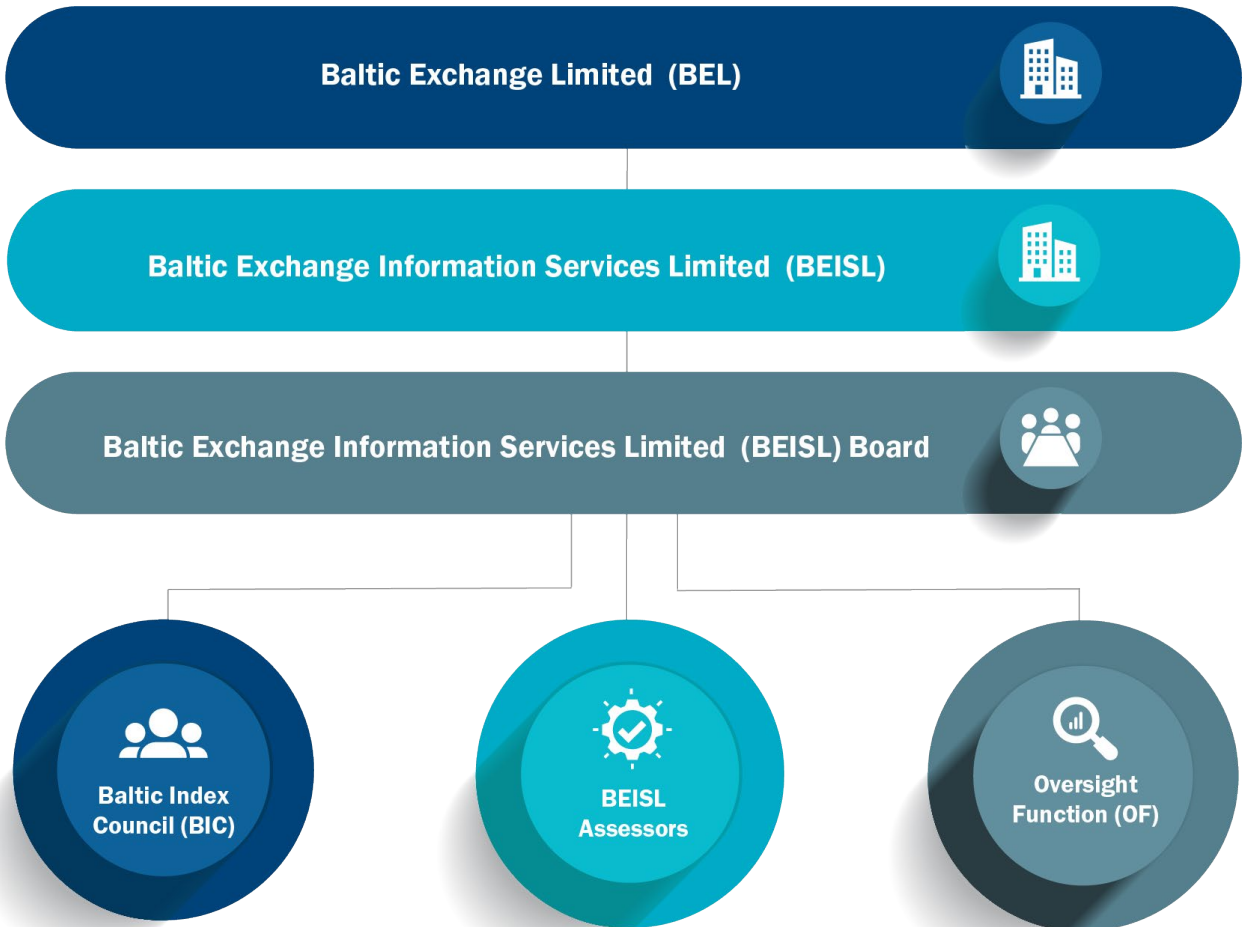 Baltic Exchange Limited (BEL)
Baltic Exchange Information Services Limited (BEISL)
Baltic Exchange Information Services Limited (BEISL) Board
Baltic Index
Council (BIC)
BEISL
Assessors
Oversight
Function (OF)